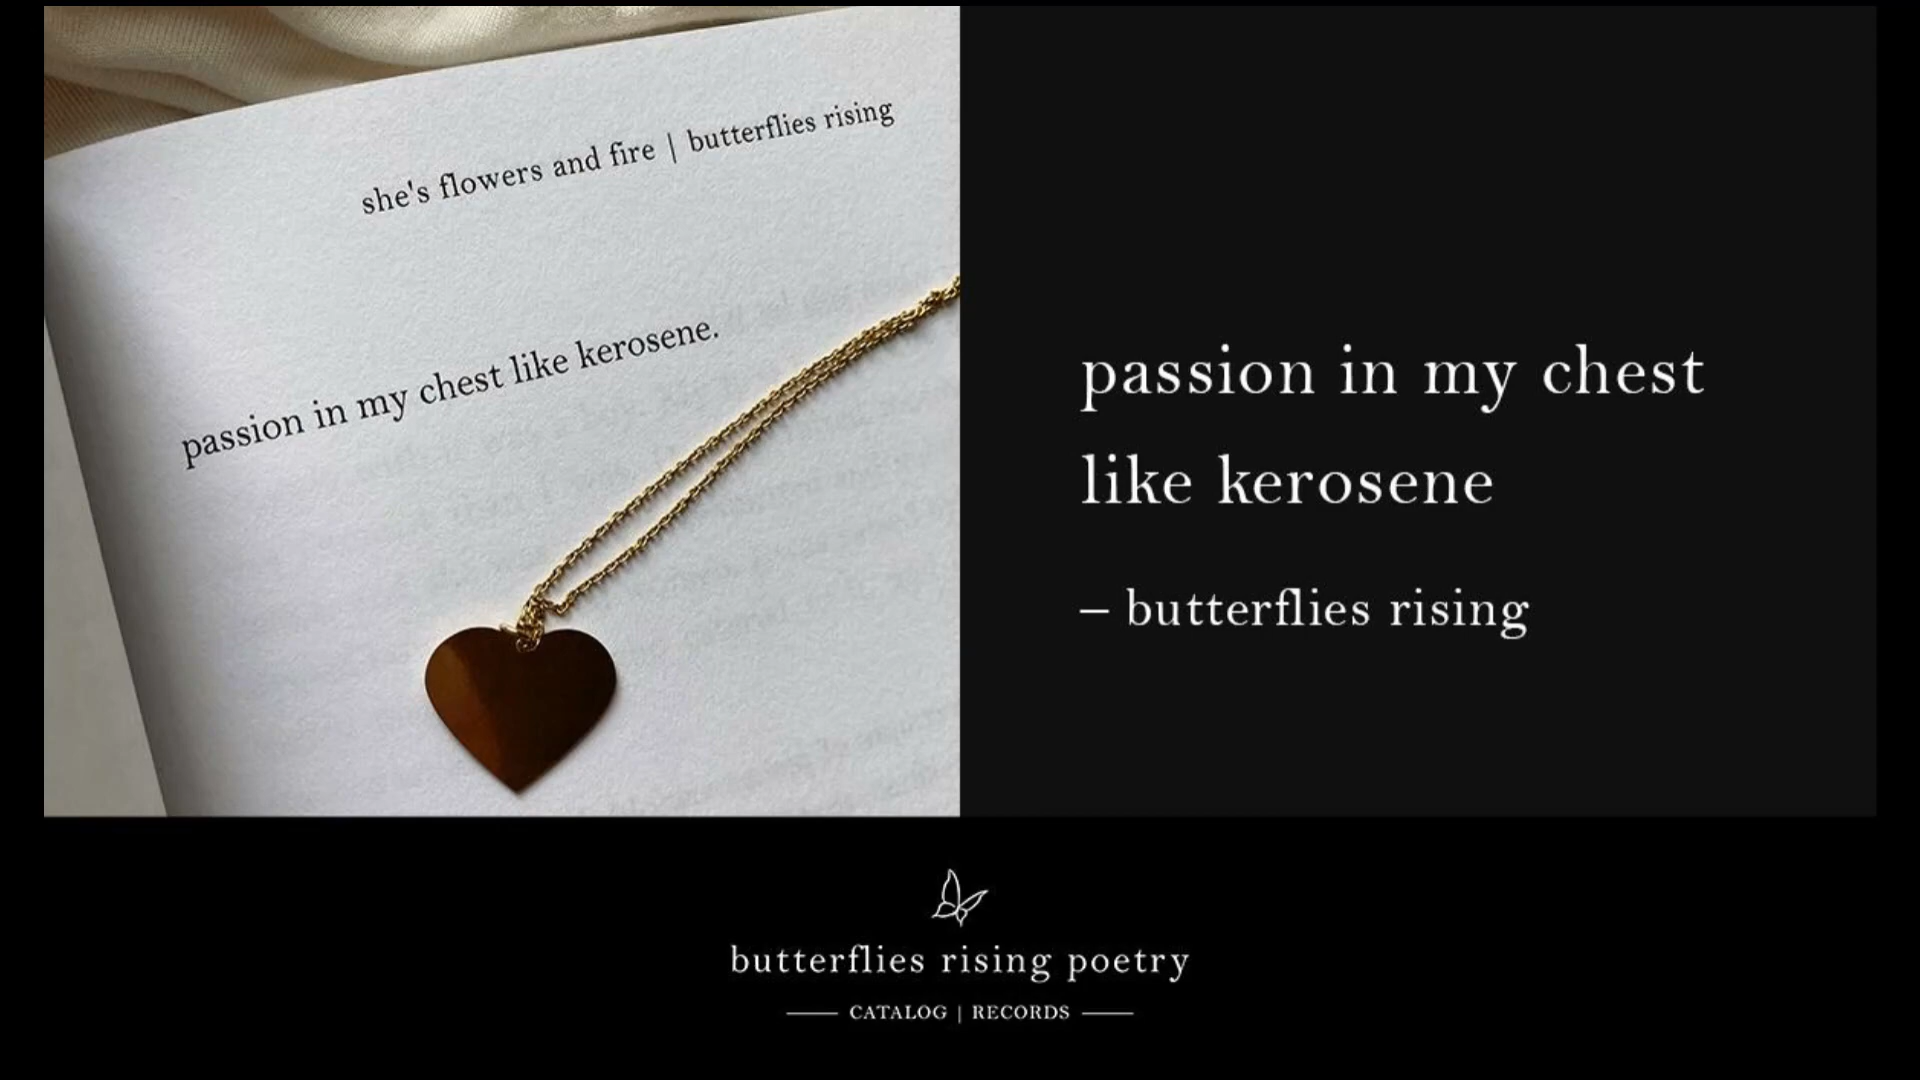 she's flowers and fire | butterflies rising
passion in my chest like kerosene.
passion in my chest
like kerosene
– butterflies rising
butterflies rising poetry
CATALOG | RECORDS